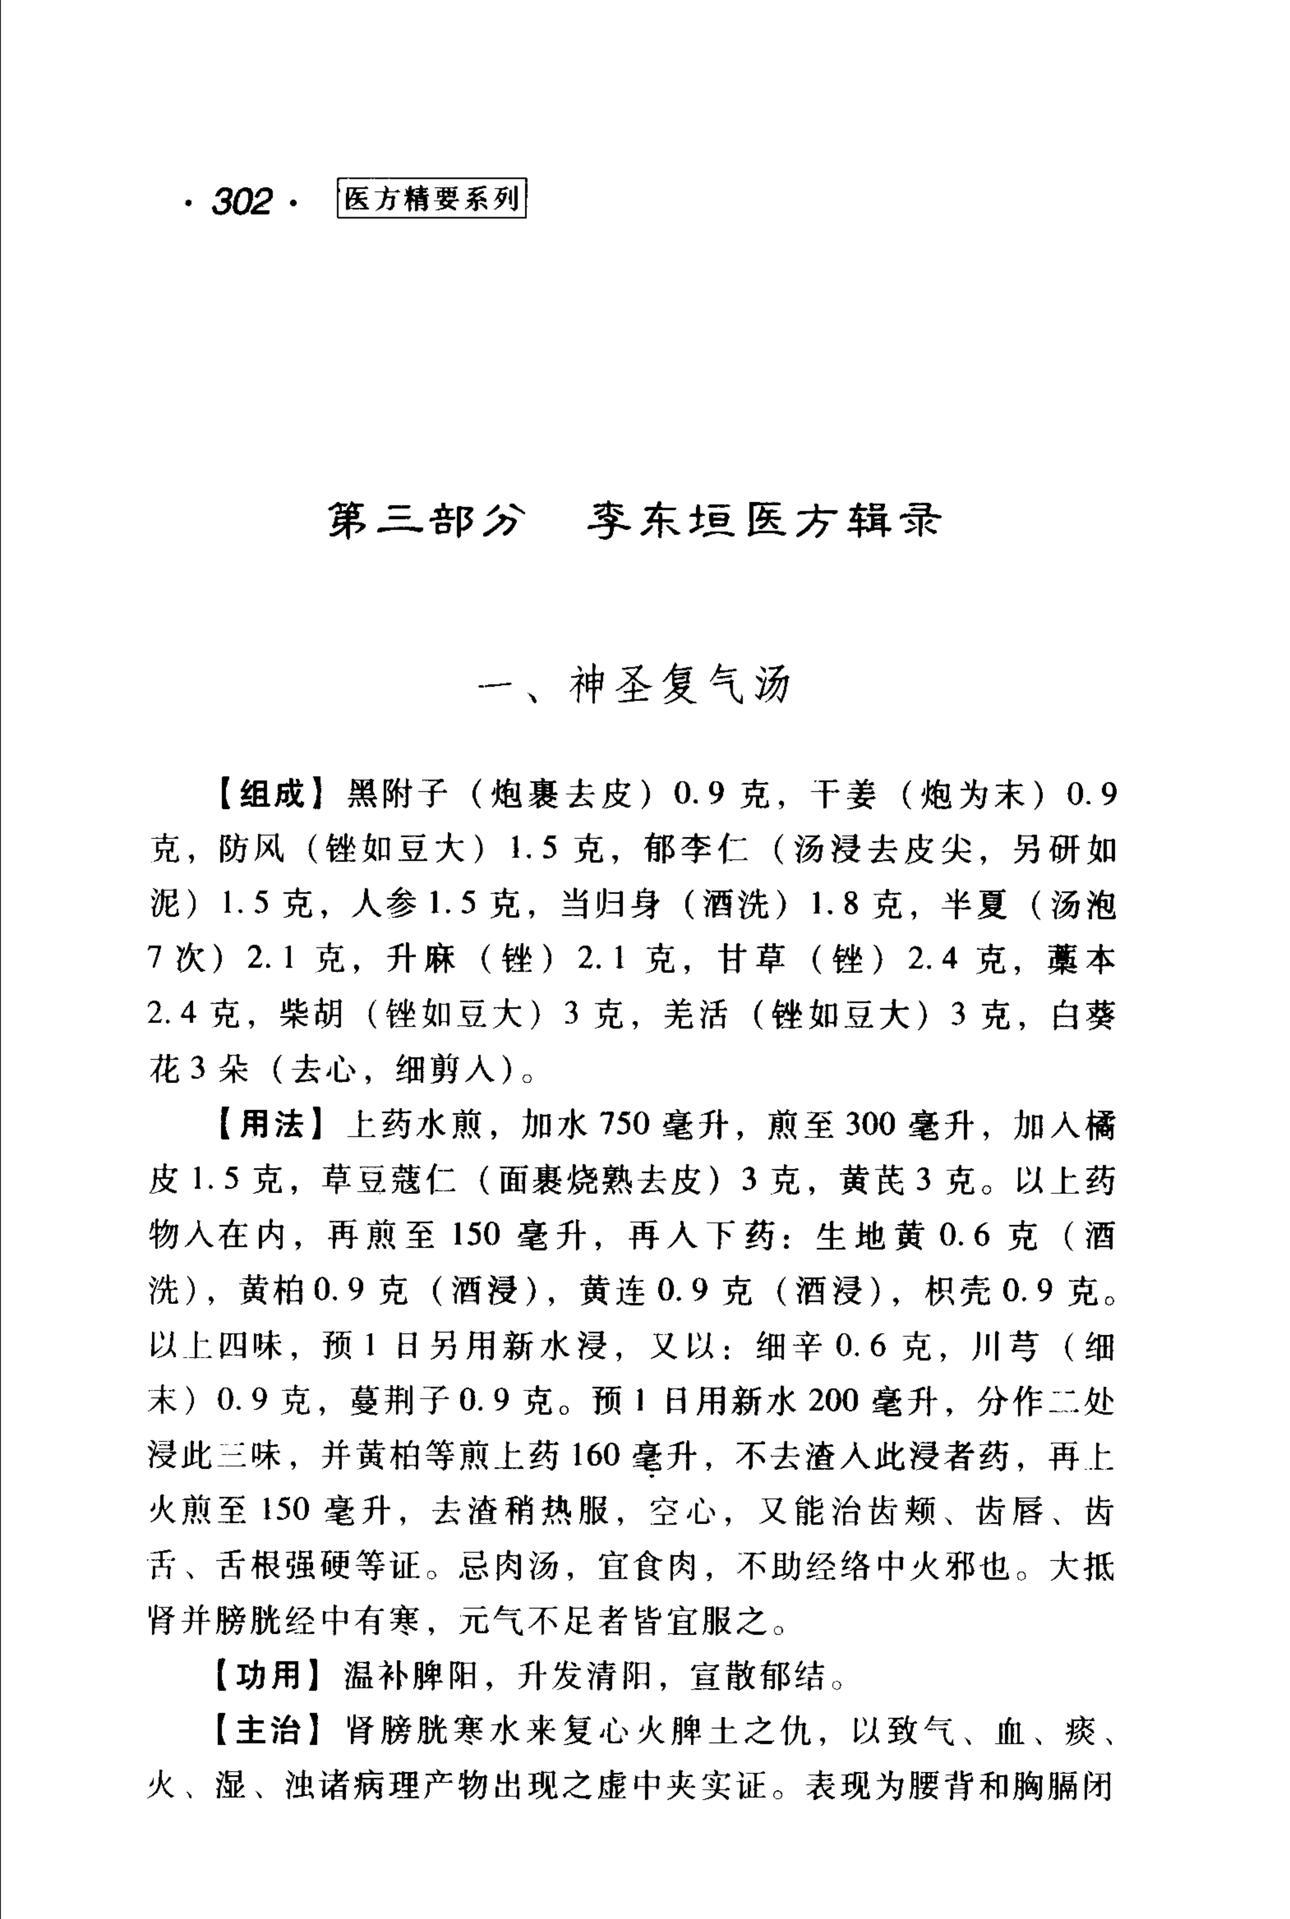 · 302 · 医方精要系列
第三部分 李东垣医方辑录
一、神圣复气汤
【组成】黑附子（炮裹去皮）0.9 克，干姜（炮为末）0.9
克，防风（锉如豆大）1.5 克，郁李仁（汤浸去皮尖，另研如
泥）1.5 克，人参 1.5 克，当归身（酒洗）1.8 克，半夏（汤泡
7 次）2.1 克，升麻（锉）2.1 克，甘草（锉）2.4 克，藁本
2.4 克，柴胡（锉如豆大）3 克，羌活（锉如豆大）3 克，白葵
花 3 朵（去心，细剪入）。
【用法】上药水煎，加水 750 毫升，煎至 300 毫升，加入橘
皮 1.5 克，草豆蔻仁（面裹烧熟去皮）3 克，黄芪 3 克。以上药
物入在内，再煎至 150 毫升，再入下药：生地黄 0.6 克（酒
洗），黄柏 0.9 克（酒浸），黄连 0.9 克（酒浸），枳壳 0.9 克。
以上四味，预 1 日另用新水浸，又以：细辛 0.6 克，川芎（细
末）0.9 克，蔓荆子 0.9 克。预 1 日用新水 200 毫升，分作二处
浸此三味，并黄柏等煎上药 160 毫升，不去渣入此浸者药，再上
火煎至 150 毫升，去渣稍热服，空心，又能治齿颊、齿唇、齿
舌、舌根强硬等证。忌肉汤，宜食肉，不助经络中火邪也。大抵
肾并膀胱经中有寒，元气不足者皆宜服之。
【功用】温补脾阳，升发清阳，宣散郁结。
【主治】肾膀胱寒水来复心火脾土之仇，以致气、血、痰、
火、湿、浊诸病理产物出现之虚中夹实证。表现为腰背和胸膈闭